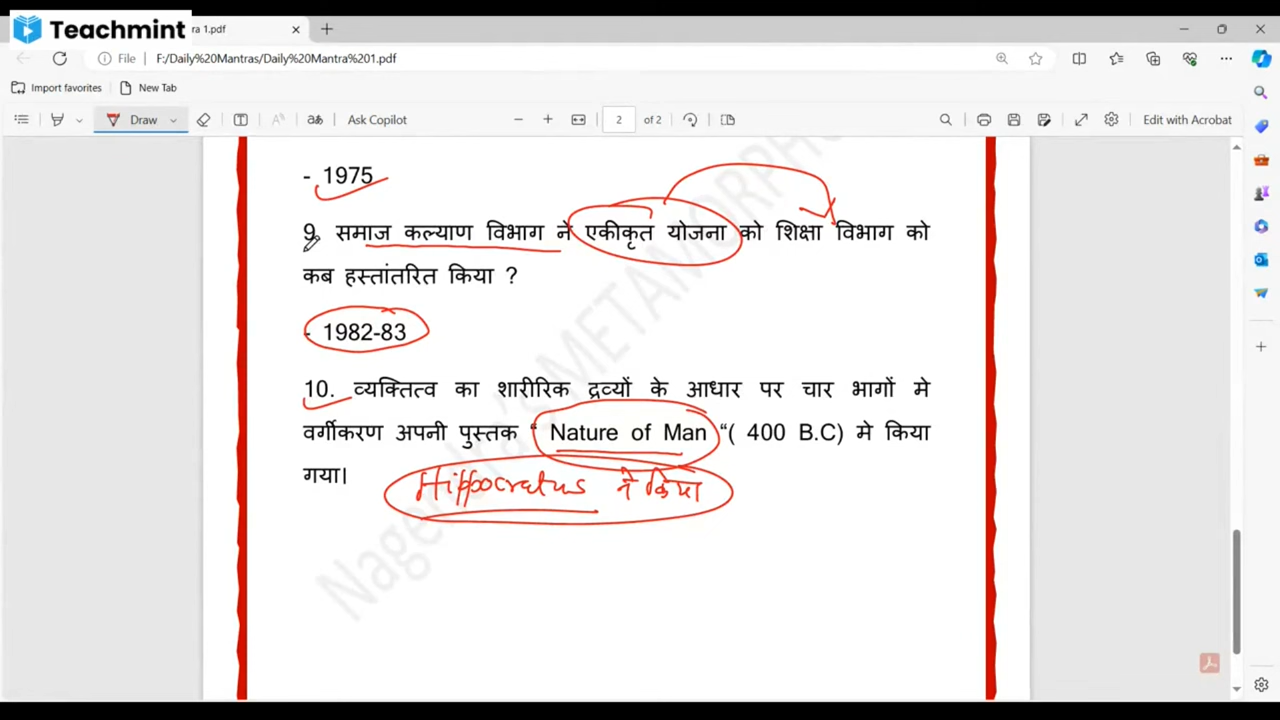 Teachmint
ra 1.pdf
File F:/Daily%20Mantras/Daily%20Mantra%201.pdf
Import favorites New Tab
Draw Ask Copilot 2 of 2 Edit with Acrobat
- 1975
9. समाज कल्याण विभाग ने एकीकृत योजना को शिक्षा विभाग को
कब हस्तांतरित किया ?
- 1982-83
10. व्यक्तित्व का शारीरिक द्रव्यों के आधार पर चार भागों मे
वर्गीकरण अपनी पुस्तक " Nature of Man "( 400 B.C) मे किया
गया।
Hippocratus ने किया
Nagendra's METAMORPHO